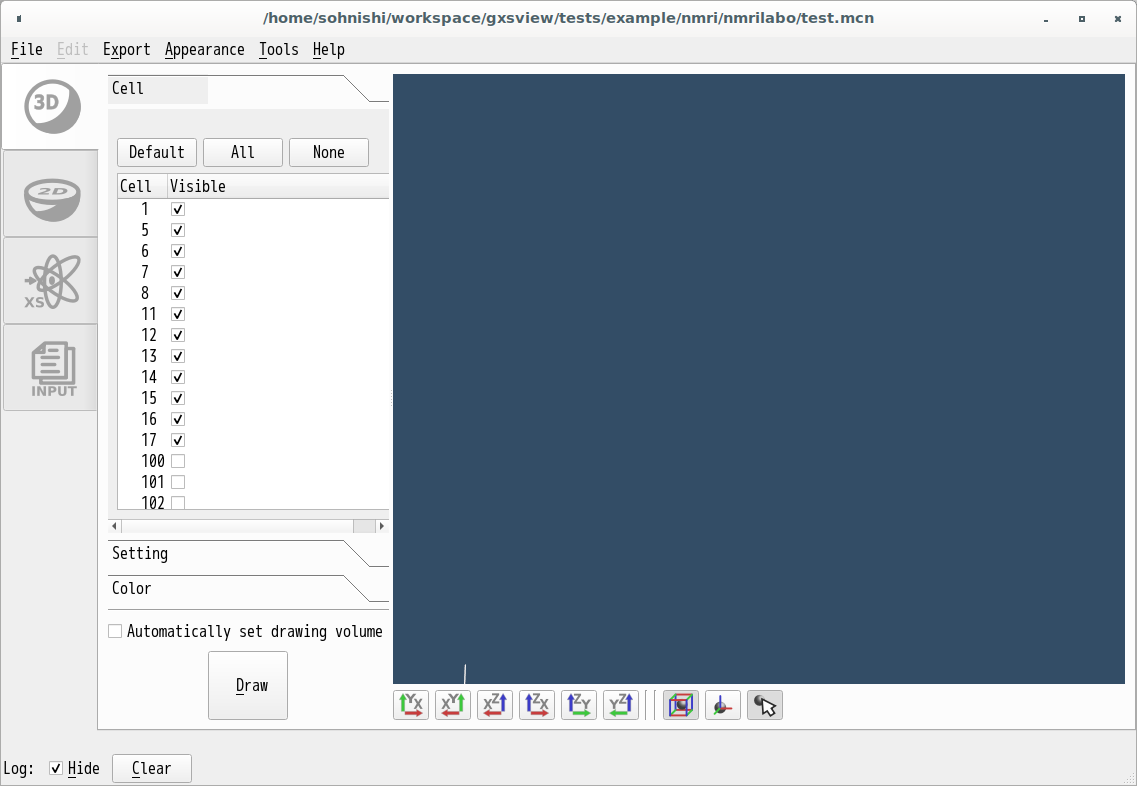 /home/sohnishi/workspace/gxsview/tests/example/nmri/nmrilabo/test.mcn
File Edit Export Appearance Tools Help
3D
2D
XS
INPUT
Cell
Default All None
Cell Visible
1
5
6
7
8
11
12
13
14
15
16
17
100
101
102
Setting
Color
Automatically set drawing volume
Draw
Y X X Y X Z Z X Z Y Y Z
Log: Hide Clear